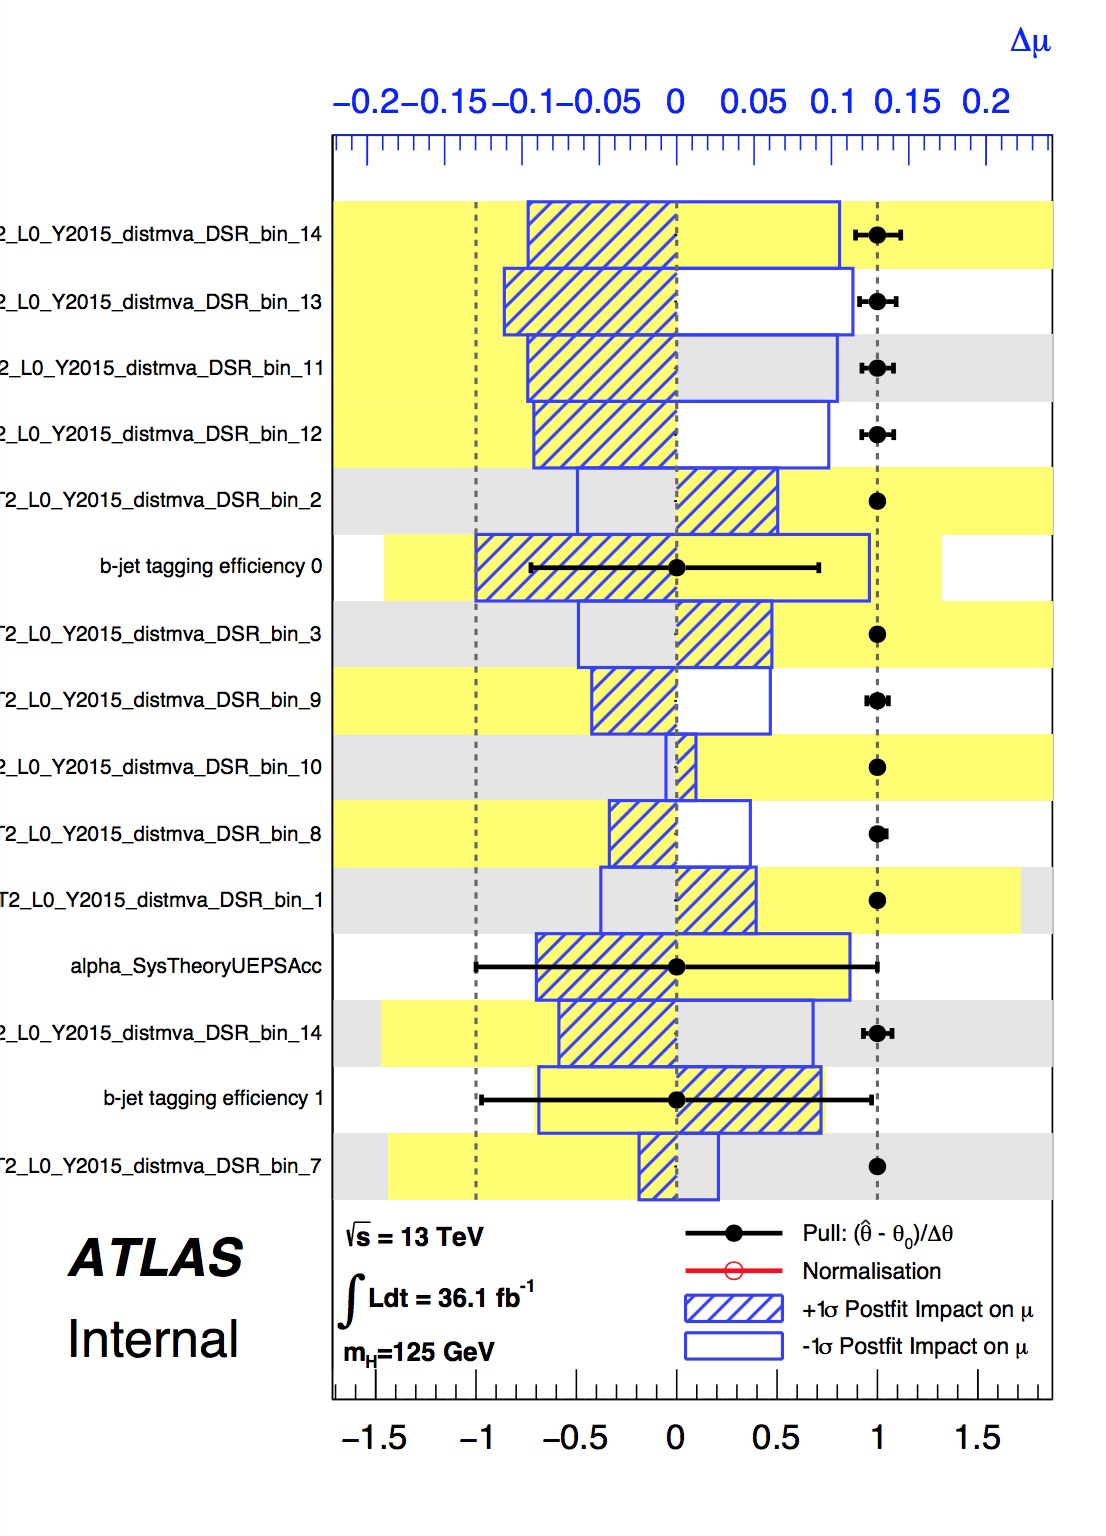 Δμ
−0.2 −0.15 −0.1 −0.05 0 0.05 0.1 0.15 0.2
2_L0_Y2015_distmva_DSR_bin_14
2_L0_Y2015_distmva_DSR_bin_13
2_L0_Y2015_distmva_DSR_bin_11
2_L0_Y2015_distmva_DSR_bin_12
T2_L0_Y2015_distmva_DSR_bin_2
b-jet tagging efficiency 0
T2_L0_Y2015_distmva_DSR_bin_3
T2_L0_Y2015_distmva_DSR_bin_9
2_L0_Y2015_distmva_DSR_bin_10
T2_L0_Y2015_distmva_DSR_bin_8
T2_L0_Y2015_distmva_DSR_bin_1
alpha_SysTheoryUEPSAcc
2_L0_Y2015_distmva_DSR_bin_14
b-jet tagging efficiency 1
T2_L0_Y2015_distmva_DSR_bin_7
ATLAS
Internal
√s = 13 TeV
∫ Ldt = 36.1 fb⁻¹
m_H=125 GeV
Pull: (θ̂ - θ₀)/Δθ
Normalisation
+1σ Postfit Impact on μ
-1σ Postfit Impact on μ
−1.5 −1 −0.5 0 0.5 1 1.5